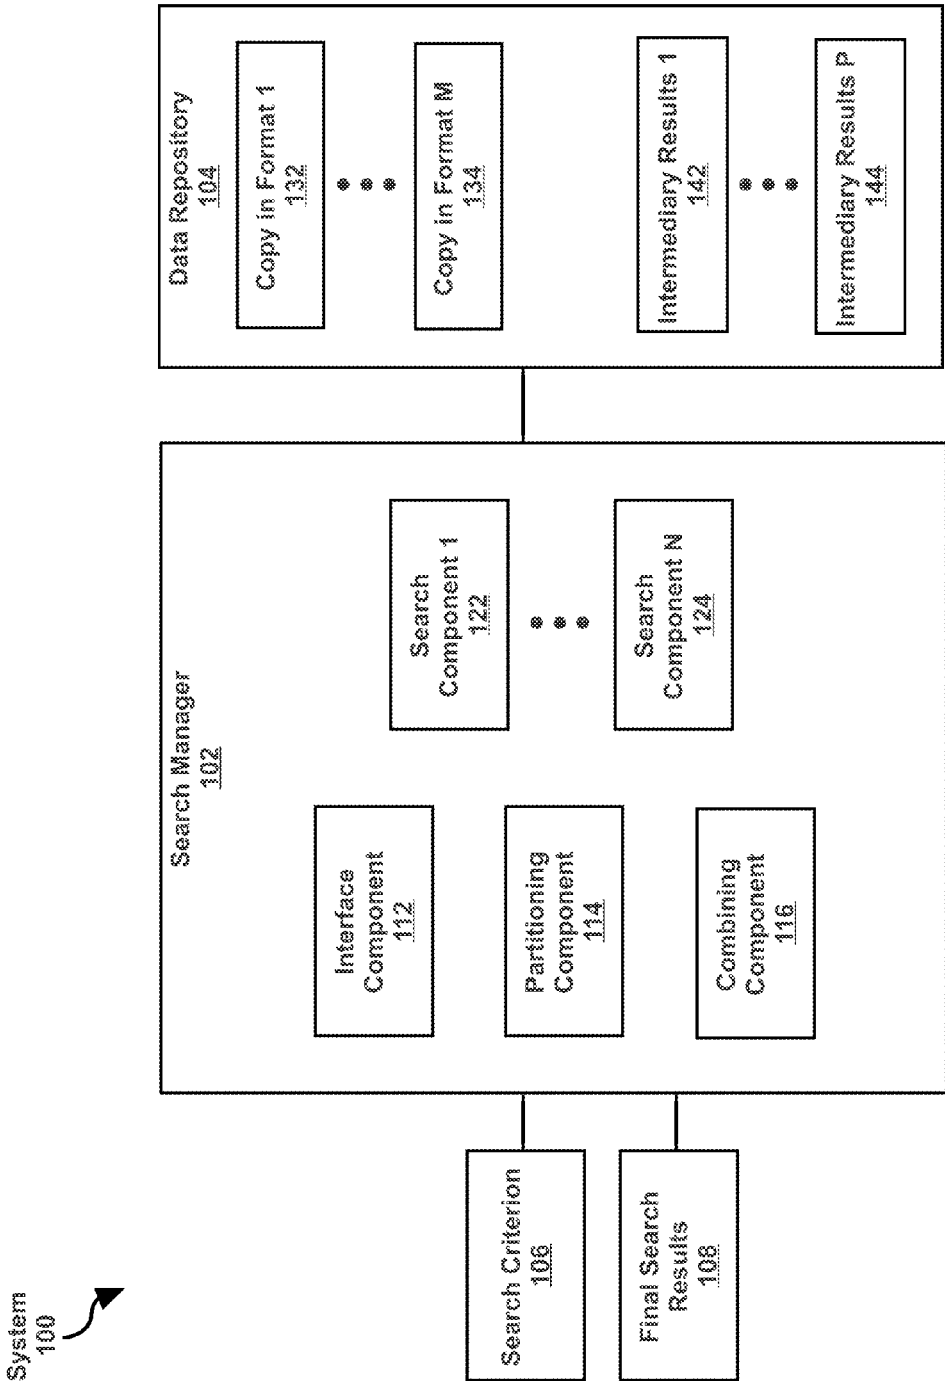 System
100
Search Criterion
106
Final Search
Results
108
Search Manager
102
Interface
Component
112
Partitioning
Component
114
Combining
Component
116
Search
Component 1
122
Search
Component N
124
Data Repository
104
Copy in Format 1
132
Copy in Format M
134
Intermediary Results 1
142
Intermediary Results P
144